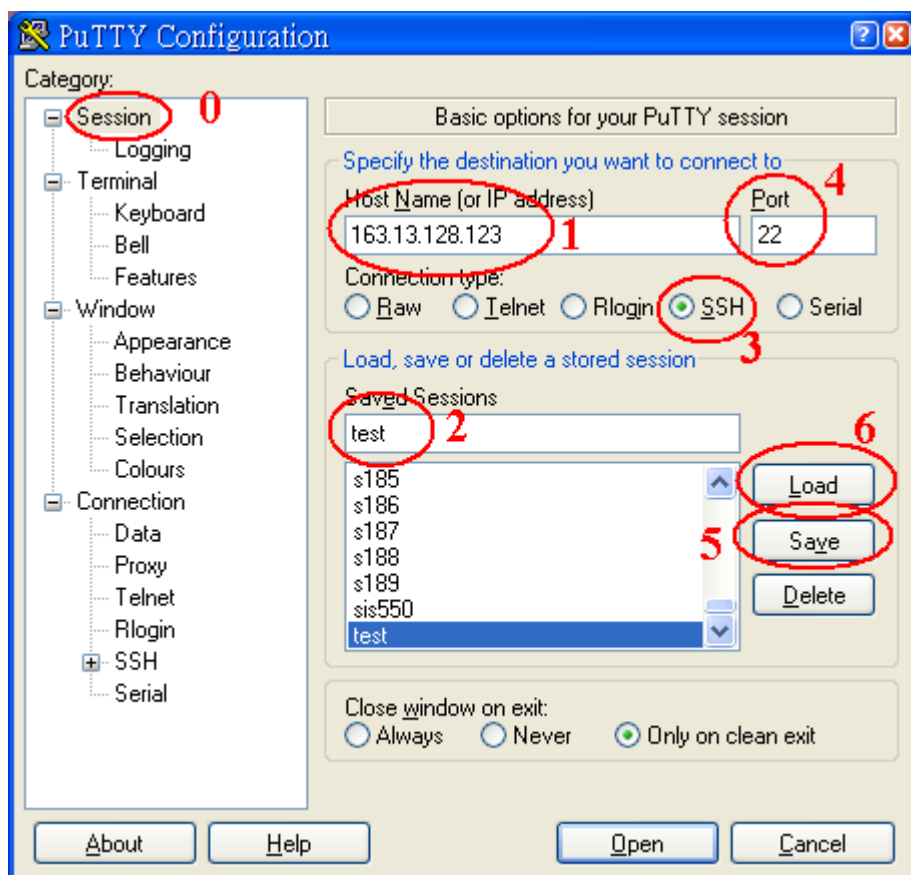 PuTTY Configuration
Category:
Session 0
Logging
Terminal
Keyboard
Bell
Features
Window
Appearance
Behaviour
Translation
Selection
Colours
Connection
Data
Proxy
Telnet
Rlogin
SSH
Serial
Basic options for your PuTTY session
Specify the destination you want to connect to 4
Host Name (or IP address) Port
163.13.128.123 1 22
Connection type:
Raw Telnet Rlogin SSH Serial
3
Load, save or delete a stored session
Saved Sessions
test 2 6
s185
s186
s187
s188
s189
sis550
test
Load
5 Save
Delete
Close window on exit:
Always Never Only on clean exit
About Help Open Cancel